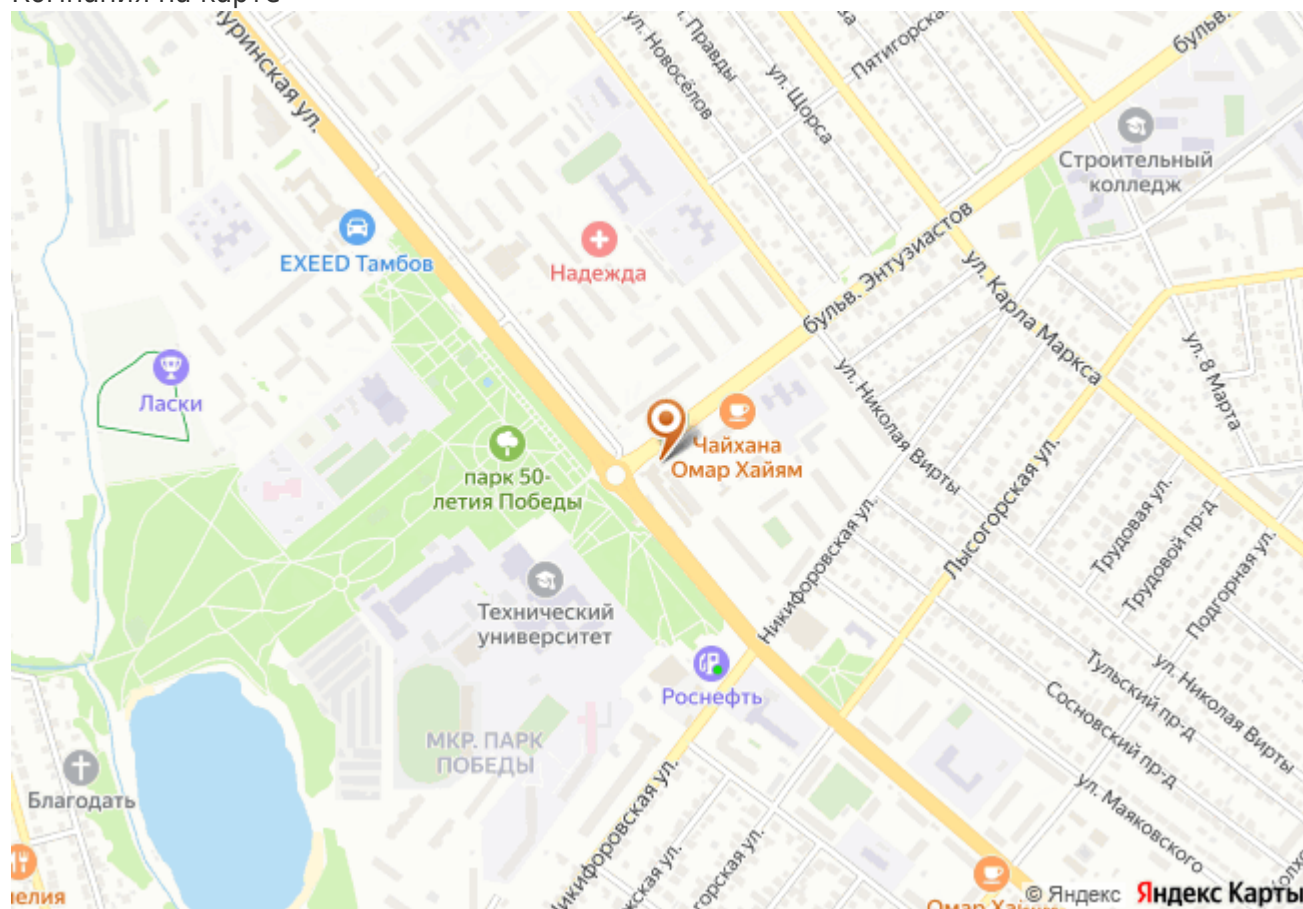 Компания на карте
ул. Новосёлов
ул. Правды
Пятигорская
бульв.
ул. Щорса
Строительный
колледж
EXEED Тамбов
Надежда
бульв. Энтузиастов
ул. Карла Маркса
ул. 8 Марта
Ласки
ул. Николая Вирты
Чайхана
Омар Хайям
парк 50-
летия Победы
Лысогорская ул.
Трудовая ул.
Трудовой пр-д
Подгорная ул.
Никифоровская ул.
Технический
университет
Роснефть
Тульский пр-д
ул. Николая Вирты
Сосновский пр-д
МКР. ПАРК
ПОБЕДЫ
Благодать
ул. Маяковского
Никифоровская ул.
© Яндекс Яндекс Карты